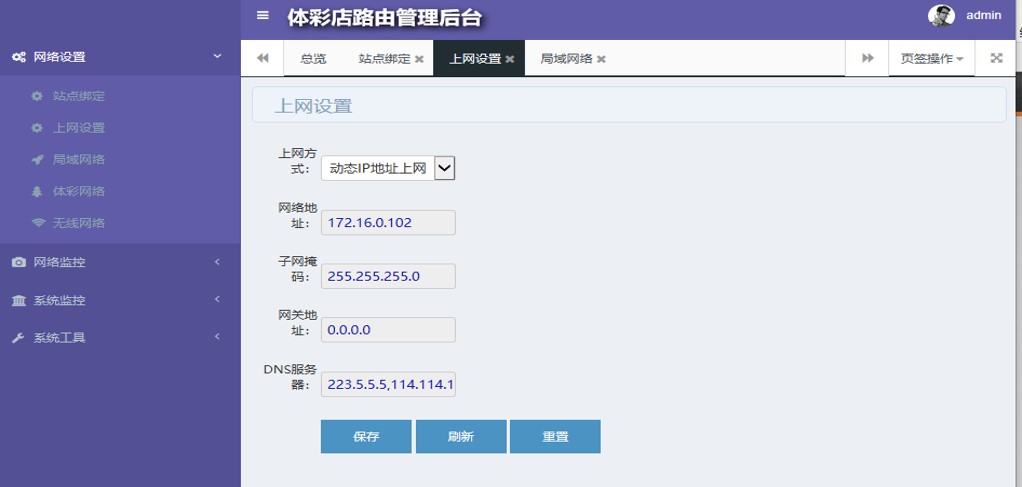 体彩店路由管理后台
admin
网络设置
站点绑定
上网设置
局域网络
体彩网络
无线网络
网络监控
系统监控
系统工具
总览 站点绑定 上网设置 局域网络 页签操作
上网设置
上网方
式： 动态IP地址上网
网络地
址： 172.16.0.102
子网掩
码： 255.255.255.0
网关地
址： 0.0.0.0
DNS服务
器： 223.5.5.5,114.114.1
保存 刷新 重置